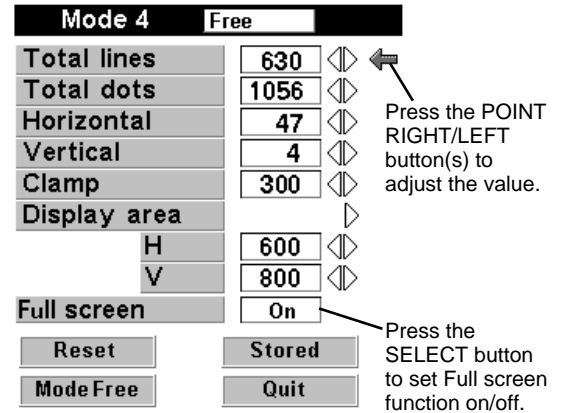 Mode 4 Free
Total lines 630
Total dots 1056
Horizontal 47
Vertical 4
Clamp 300
Display area
H 600
V 800
Full screen On
Reset Stored
Mode Free Quit
Press the POINT
RIGHT/LEFT
button(s) to
adjust the value.
Press the
SELECT button
to set Full screen
function on/off.